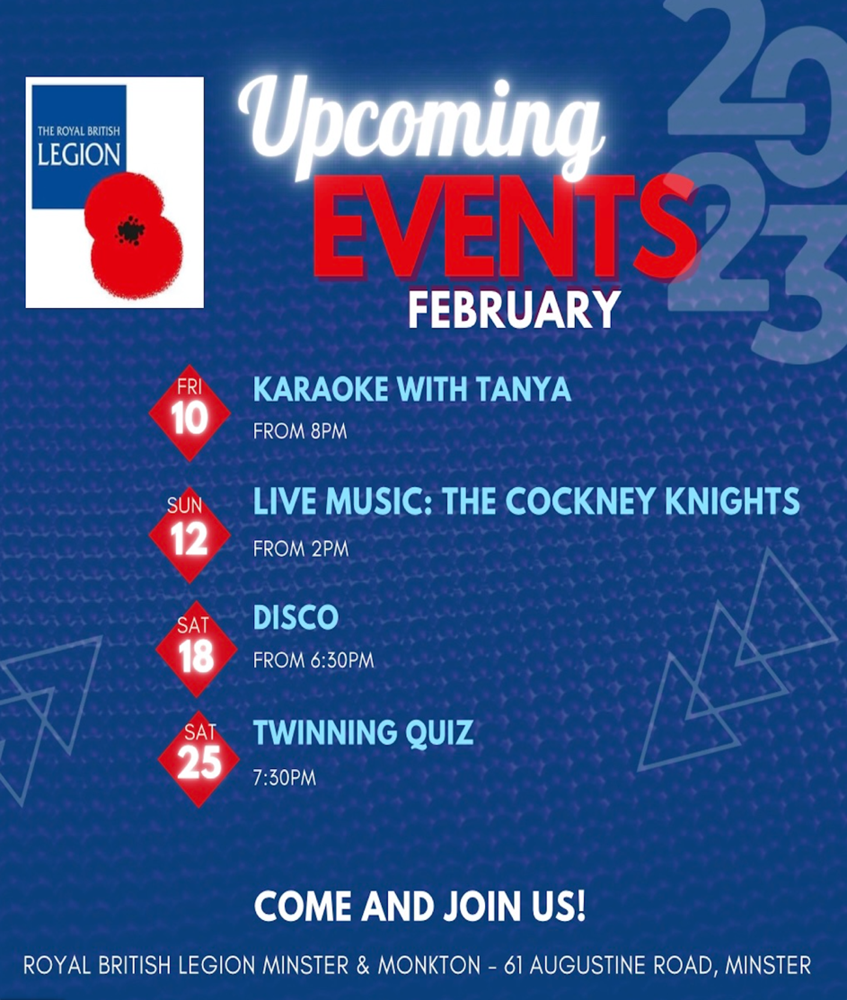 2023
THE ROYAL BRITISH
LEGION
Upcoming
EVENTS
FEBRUARY
FRI
10
KARAOKE WITH TANYA
FROM 8PM
SUN
12
LIVE MUSIC: THE COCKNEY KNIGHTS
FROM 2PM
SAT
18
DISCO
FROM 6:30PM
SAT
25
TWINNING QUIZ
7:30PM
COME AND JOIN US!
ROYAL BRITISH LEGION MINSTER & MONKTON - 61 AUGUSTINE ROAD, MINSTER